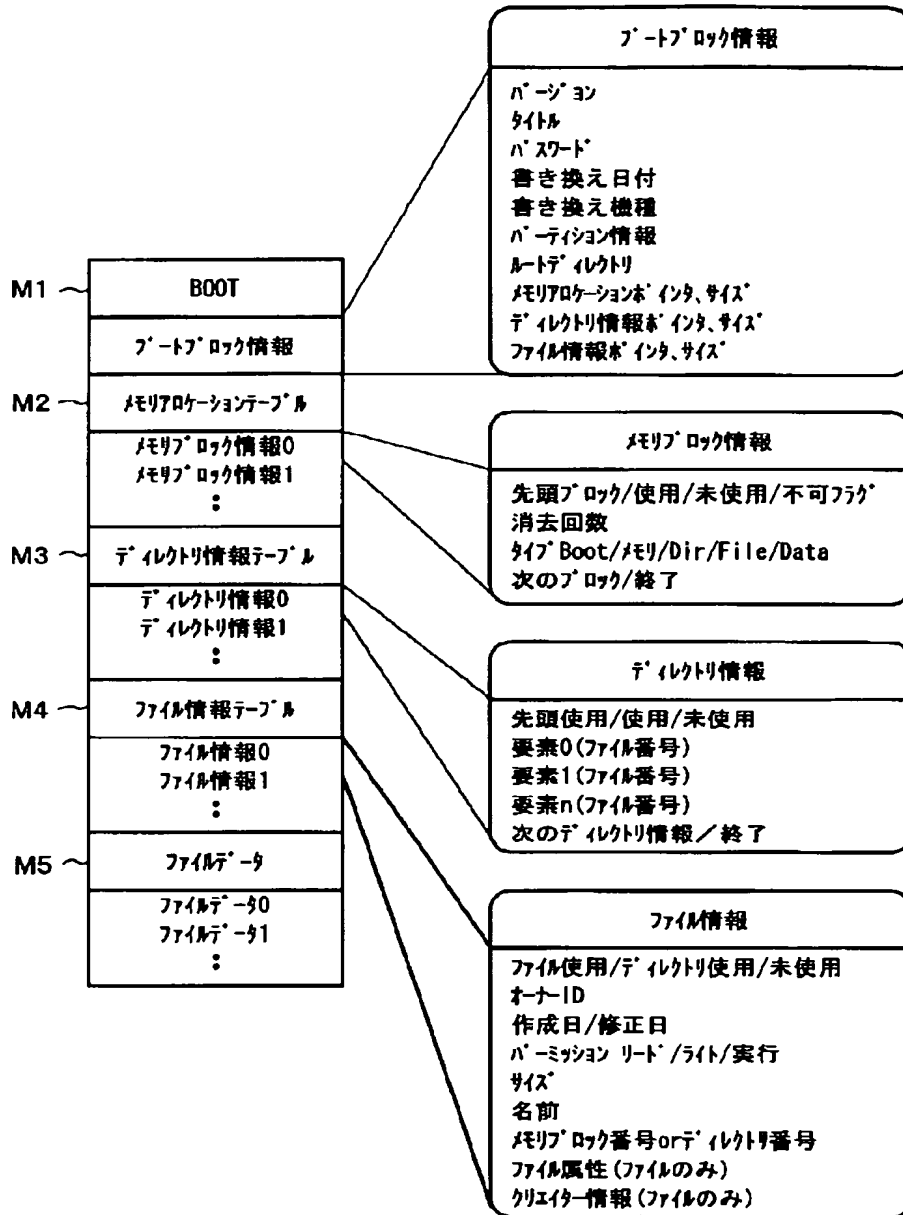 M1
BOOT
ﾌﾞｰﾄﾌﾞﾛｯｸ情報
M2
ﾒﾓﾘｱﾛｹｰｼｮﾝﾃｰﾌﾞﾙ
ﾒﾓﾘﾌﾞﾛｯｸ情報0
ﾒﾓﾘﾌﾞﾛｯｸ情報1
:
M3
ﾃﾞｨﾚｸﾄﾘ情報ﾃｰﾌﾞﾙ
ﾃﾞｨﾚｸﾄﾘ情報0
ﾃﾞｨﾚｸﾄﾘ情報1
:
M4
ﾌｧｲﾙ情報ﾃｰﾌﾞﾙ
ﾌｧｲﾙ情報0
ﾌｧｲﾙ情報1
:
M5
ﾌｧｲﾙﾃﾞｰﾀ
ﾌｧｲﾙﾃﾞｰﾀ0
ﾌｧｲﾙﾃﾞｰﾀ1
:
ﾌﾞｰﾄﾌﾞﾛｯｸ情報
ﾊﾞｰｼﾞｮﾝ
ﾀｲﾄﾙ
ﾊﾟｽﾜｰﾄﾞ
書き換え日付
書き換え機種
ﾊﾟｰﾃｨｼｮﾝ情報
ﾙｰﾄﾃﾞｨﾚｸﾄﾘ
ﾒﾓﾘｱﾛｹｰｼｮﾝﾎﾟｲﾝﾀ､ｻｲｽﾞ
ﾃﾞｨﾚｸﾄﾘ情報ﾎﾟｲﾝﾀ､ｻｲｽﾞ
ﾌｧｲﾙ情報ﾎﾟｲﾝﾀ､ｻｲｽﾞ
ﾒﾓﾘﾌﾞﾛｯｸ情報
先頭ﾌﾞﾛｯｸ/使用/未使用/不可ﾌﾗｸﾞ
消去回数
ﾀｲﾌﾟBoot/ﾒﾓﾘ/Dir/File/Data
次のﾌﾞﾛｯｸ/終了
ﾃﾞｨﾚｸﾄﾘ情報
先頭使用/使用/未使用
要素0(ﾌｧｲﾙ番号)
要素1(ﾌｧｲﾙ番号)
要素n(ﾌｧｲﾙ番号)
次のﾃﾞｨﾚｸﾄﾘ情報／終了
ﾌｧｲﾙ情報
ﾌｧｲﾙ使用/ﾃﾞｨﾚｸﾄﾘ使用/未使用
ｵｰﾅｰID
作成日/修正日
ﾊﾟｰﾐｯｼｮﾝ ﾘｰﾄﾞ/ﾗｲﾄ/実行
ｻｲｽﾞ
名前
ﾒﾓﾘﾌﾞﾛｯｸ番号orﾃﾞｨﾚｸﾄﾘ番号
ﾌｧｲﾙ属性(ﾌｧｲﾙのみ)
ｸﾘｴｲﾀｰ情報(ﾌｧｲﾙのみ)